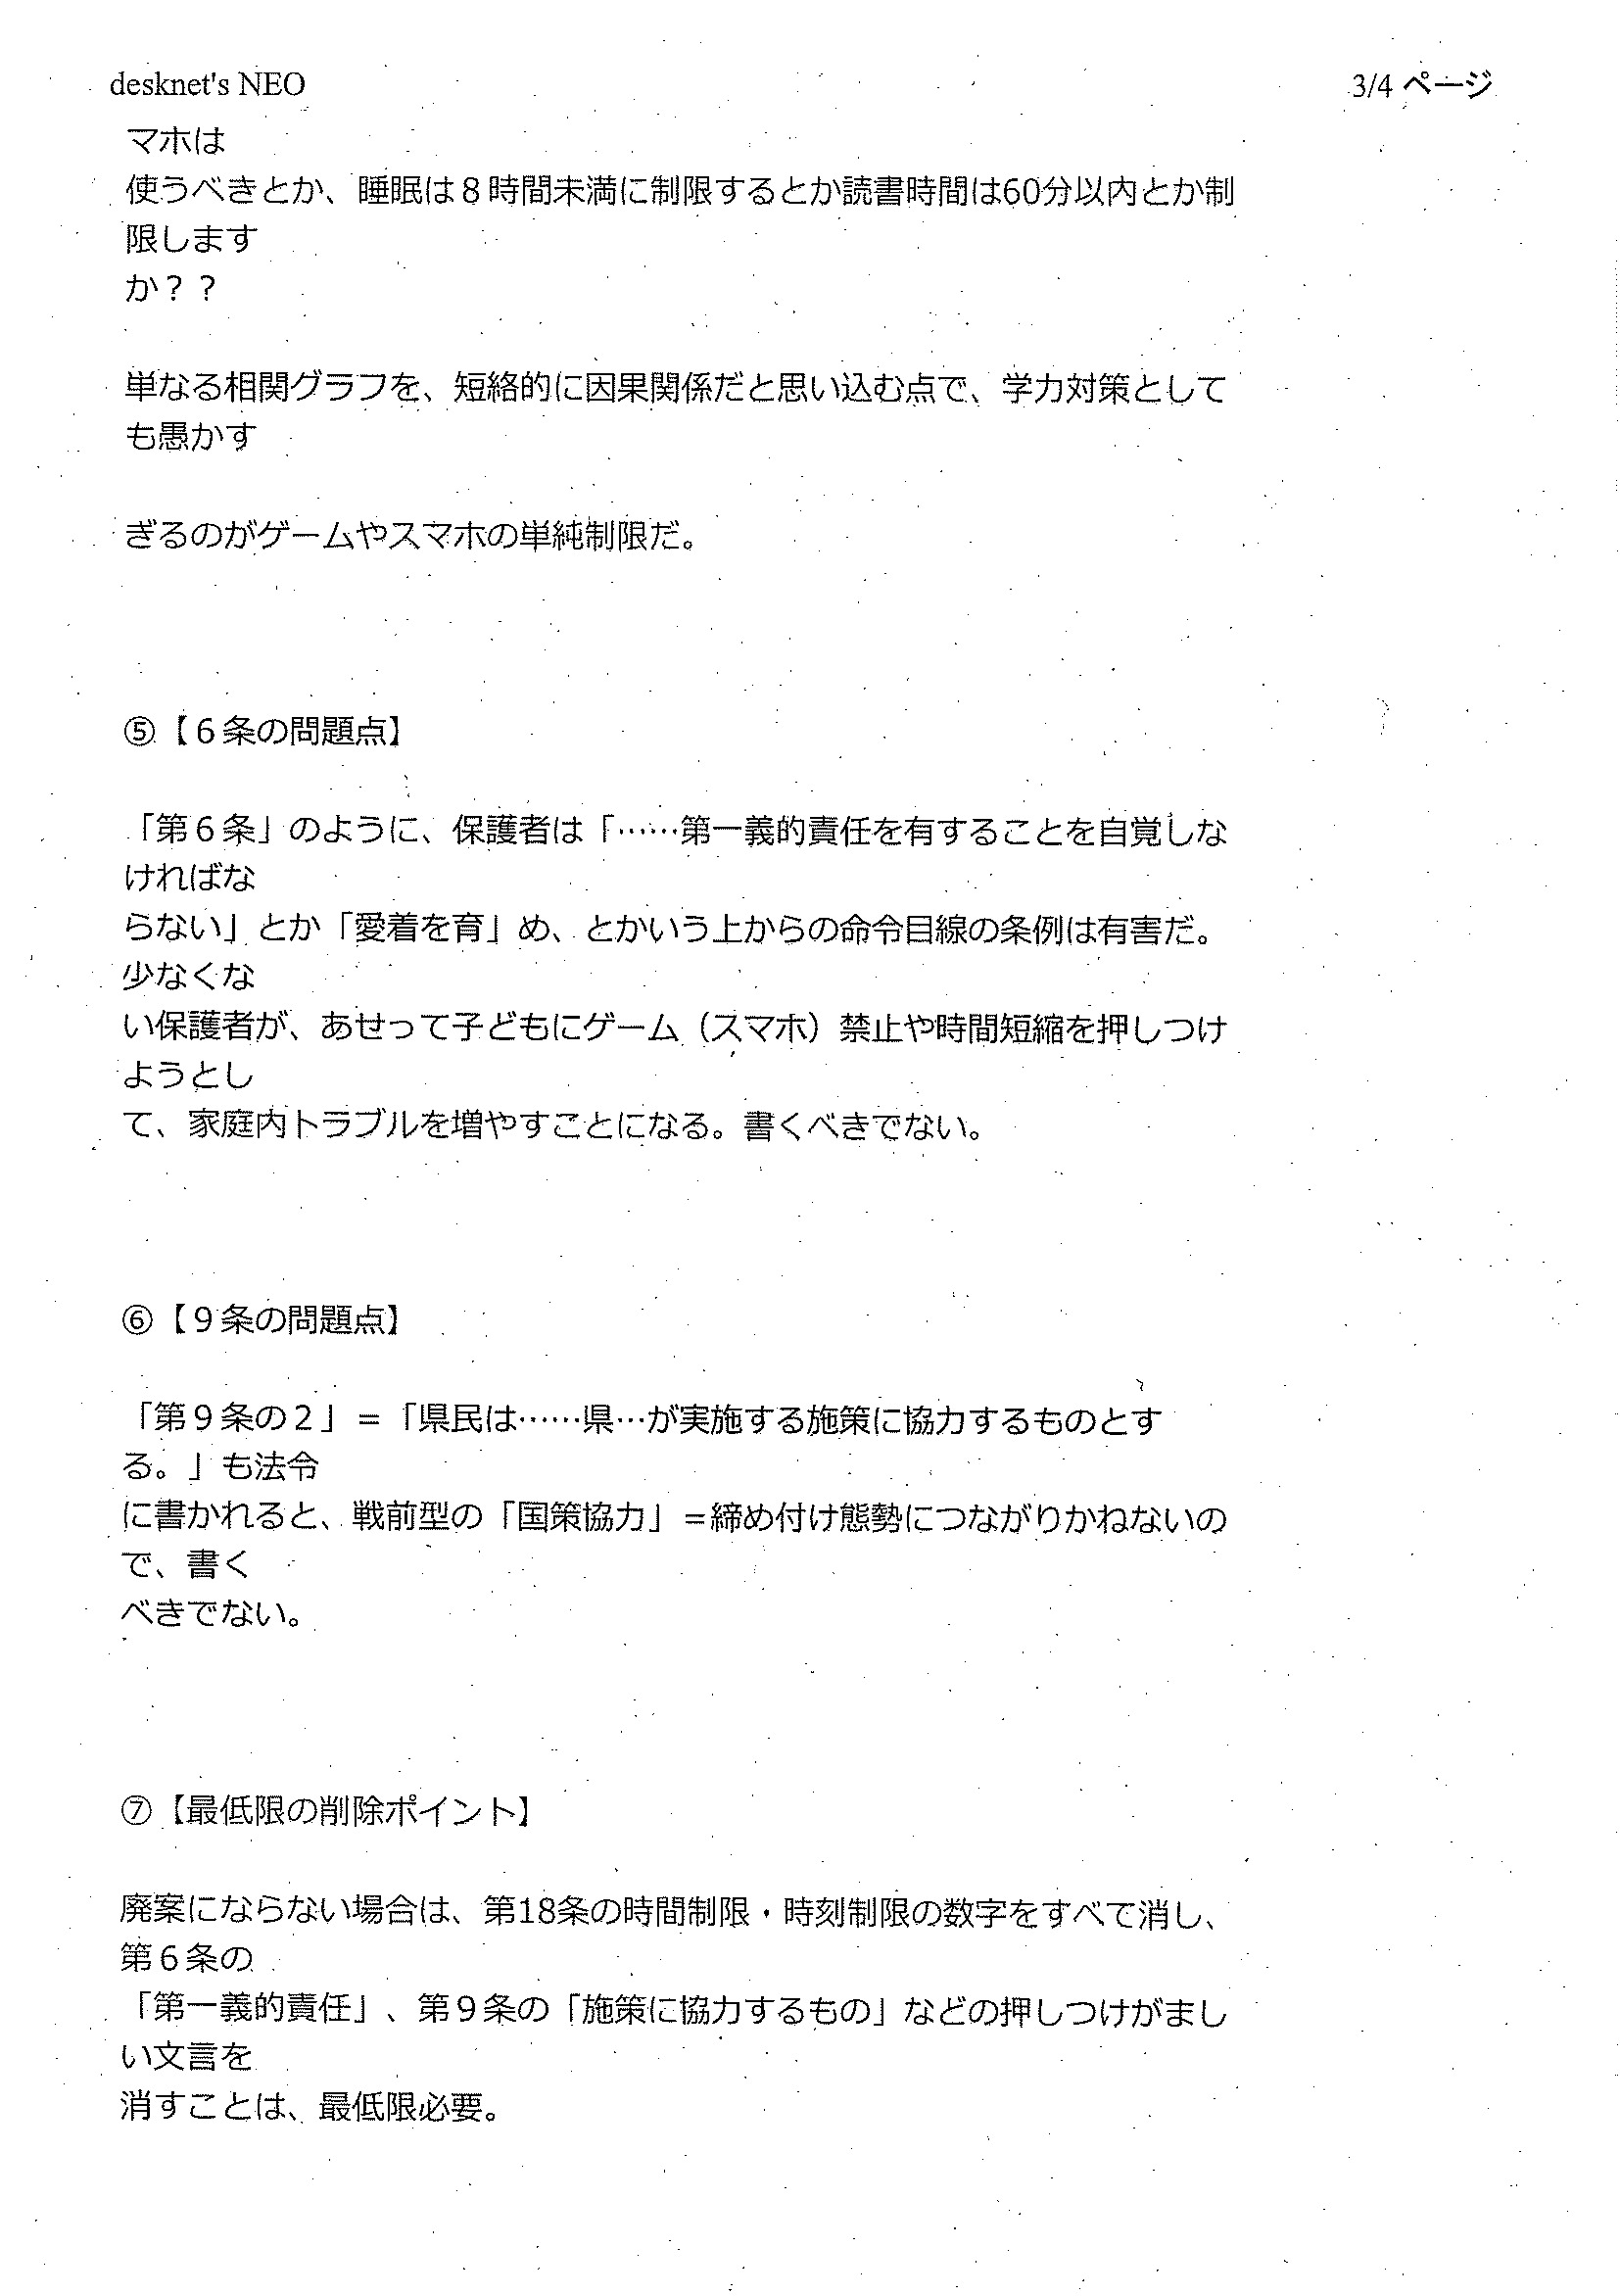 desknet's NEO
3/4 ページ
マホは
使うべきとか、睡眠は８時間未満に制限するとか読書時間は60分以内とか制
限します
か？？
単なる相関グラフを、短絡的に因果関係だと思い込む点で、学力対策として
も愚かす
ぎるのがゲームやスマホの単純制限だ。
⑤【６条の問題点】
「第６条」のように、保護者は「……第一義的責任を有することを自覚しな
ければな
らない」とか「愛着を育」め、とかいう上からの命令目線の条例は有害だ。
少なくな
い保護者が、あせって子どもにゲーム（スマホ）禁止や時間短縮を押しつけ
ようとし
て、家庭内トラブルを増やすことになる。書くべきでない。
⑥【９条の問題点】
「第９条の２」＝「県民は……県…が実施する施策に協力するものとす
る。」も法令
に書かれると、戦前型の「国策協力」＝締め付け態勢につながりかねないの
で、書く
べきでない。
⑦【最低限の削除ポイント】
廃案にならない場合は、第18条の時間制限・時刻制限の数字をすべて消し、
第６条の
「第一義的責任」、第９条の「施策に協力するもの」などの押しつけがまし
い文言を
消すことは、最低限必要。